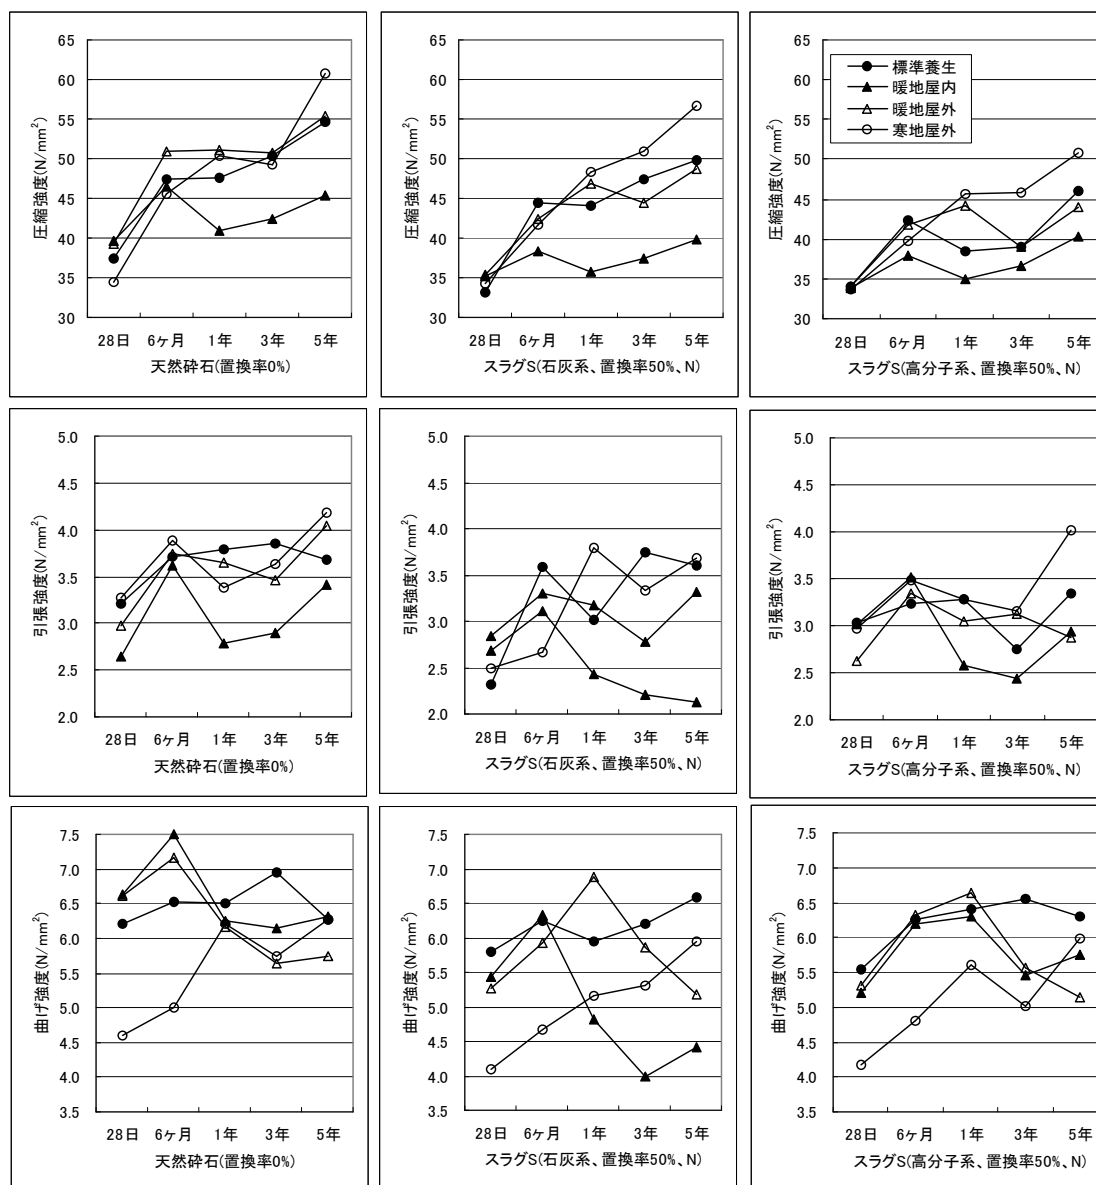 65
60
55
50
45
40
35
30
圧縮強度(N/mm²)
28日 6ヶ月 1年 3年 5年
天然砕石(置換率0%)
65
60
55
50
45
40
35
30
圧縮強度(N/mm²)
28日 6ヶ月 1年 3年 5年
スラグS(石灰系、置換率50%、N)
65
60
55
50
45
40
35
30
圧縮強度(N/mm²)
標準養生
暖地屋内
暖地屋外
寒地屋外
28日 6ヶ月 1年 3年 5年
スラグS(高分子系、置換率50%、N)
5.0
4.5
4.0
3.5
3.0
2.5
2.0
引張強度(N/mm²)
28日 6ヶ月 1年 3年 5年
天然砕石(置換率0%)
5.0
4.5
4.0
3.5
3.0
2.5
2.0
引張強度(N/mm²)
28日 6ヶ月 1年 3年 5年
スラグS(石灰系、置換率50%、N)
5.0
4.5
4.0
3.5
3.0
2.5
2.0
引張強度(N/mm²)
28日 6ヶ月 1年 3年 5年
スラグS(高分子系、置換率50%、N)
7.5
7.0
6.5
6.0
5.5
5.0
4.5
4.0
3.5
曲げ強度(N/mm²)
28日 6ヶ月 1年 3年 5年
天然砕石(置換率0%)
7.5
7.0
6.5
6.0
5.5
5.0
4.5
4.0
3.5
曲げ強度(N/mm²)
28日 6ヶ月 1年 3年 5年
スラグS(石灰系、置換率50%、N)
7.5
7.0
6.5
6.0
5.5
5.0
4.5
4.0
3.5
曲げ強度(N/mm²)
28日 6ヶ月 1年 3年 5年
スラグS(高分子系、置換率50%、N)